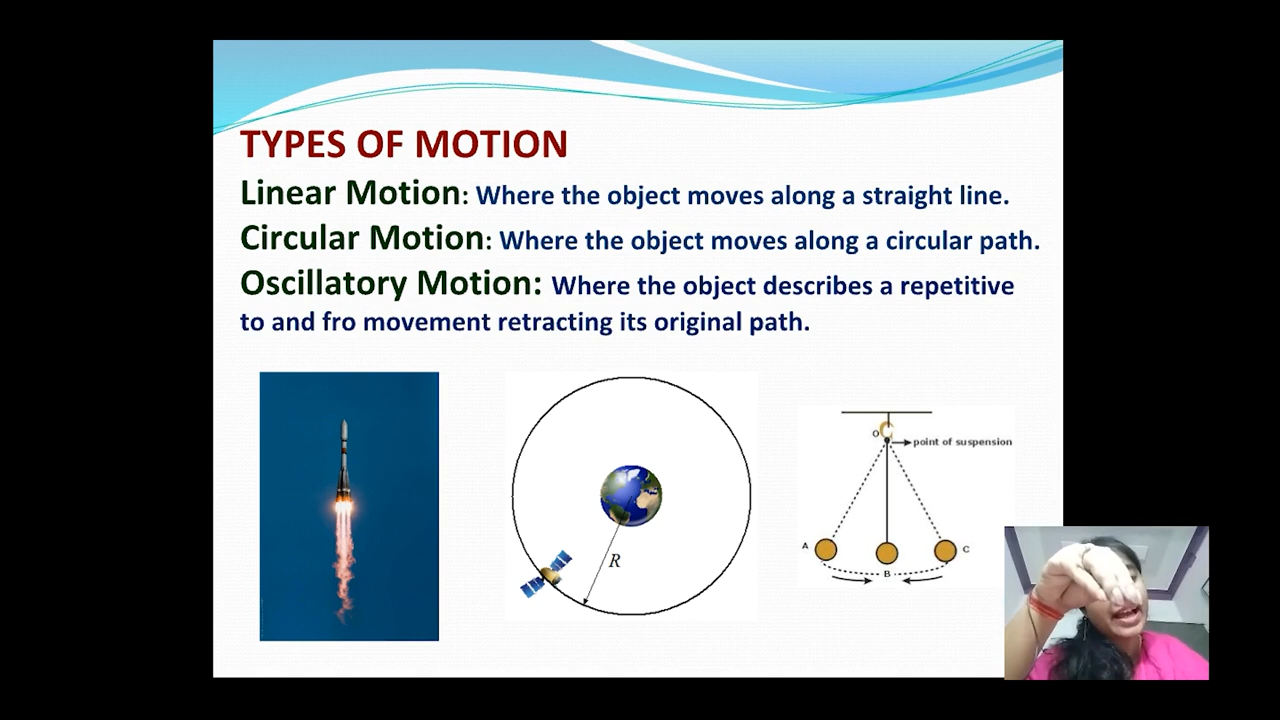 TYPES OF MOTION
Linear Motion: Where the object moves along a straight line.
Circular Motion: Where the object moves along a circular path.
Oscillatory Motion: Where the object describes a repetitive
to and fro movement retracting its original path.
O
point of suspension
R
A
B
C